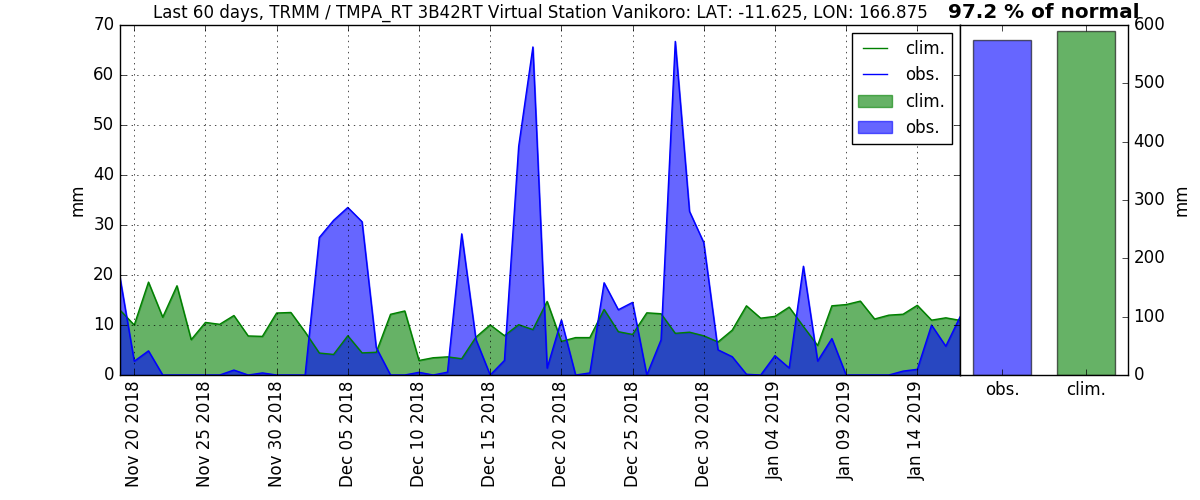 Last 60 days, TRMM / TMPA_RT 3B42RT Virtual Station Vanikoro: LAT: -11.625, LON: 166.875
97.2 % of normal
70
60
50
40
30
20
10
0
mm
clim.
obs.
clim.
obs.
600
500
400
300
200
100
0
mm
obs.
clim.
Nov 20 2018
Nov 25 2018
Nov 30 2018
Dec 05 2018
Dec 10 2018
Dec 15 2018
Dec 20 2018
Dec 25 2018
Dec 30 2018
Jan 04 2019
Jan 09 2019
Jan 14 2019